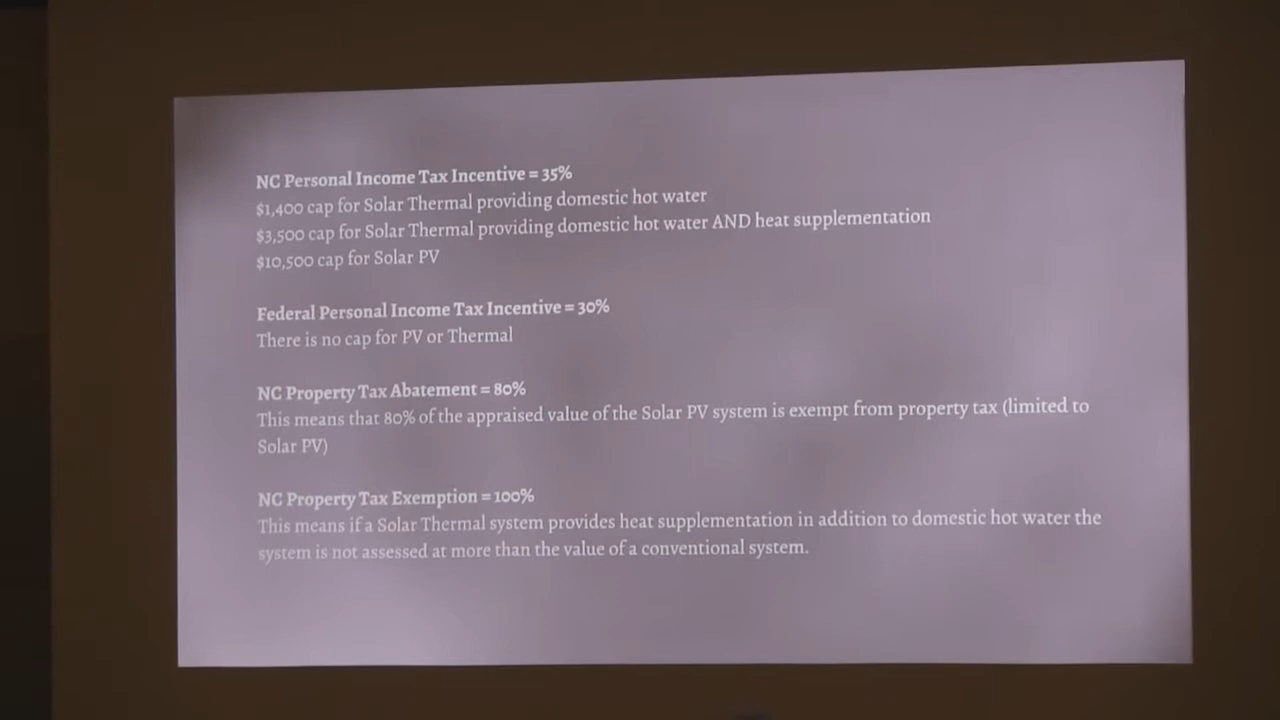 NC Personal Income Tax Incentive = 35%
$1,400 cap for Solar Thermal providing domestic hot water
$3,500 cap for Solar Thermal providing domestic hot water AND heat supplementation
$10,500 cap for Solar PV
Federal Personal Income Tax Incentive = 30%
There is no cap for PV or Thermal
NC Property Tax Abatement = 80%
This means that 80% of the appraised value of the Solar PV system is exempt from property tax (limited to
Solar PV)
NC Property Tax Exemption = 100%
This means if a Solar Thermal system provides heat supplementation in addition to domestic hot water the
system is not assessed at more than the value of a conventional system.